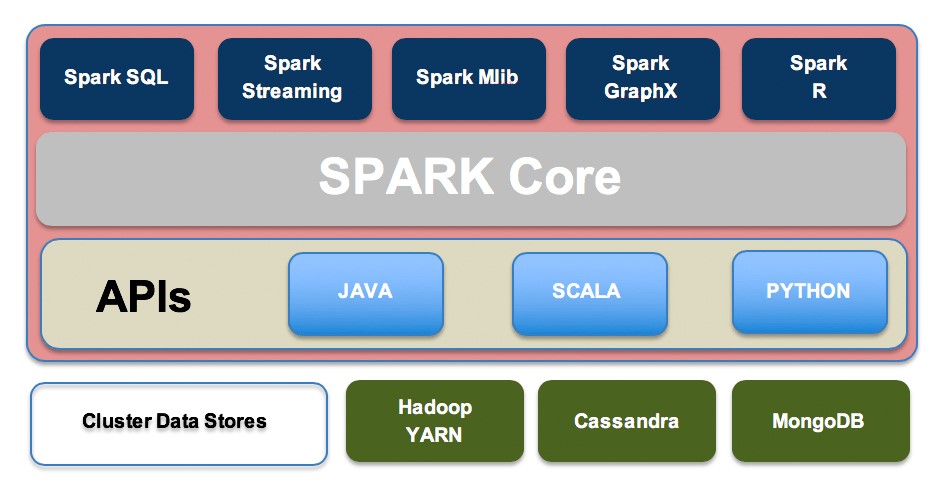 Spark SQL
Spark
Streaming
Spark Mlib
Spark
GraphX
Spark
R
SPARK Core
APIs
JAVA
SCALA
PYTHON
Cluster Data Stores
Hadoop
YARN
Cassandra
MongoDB